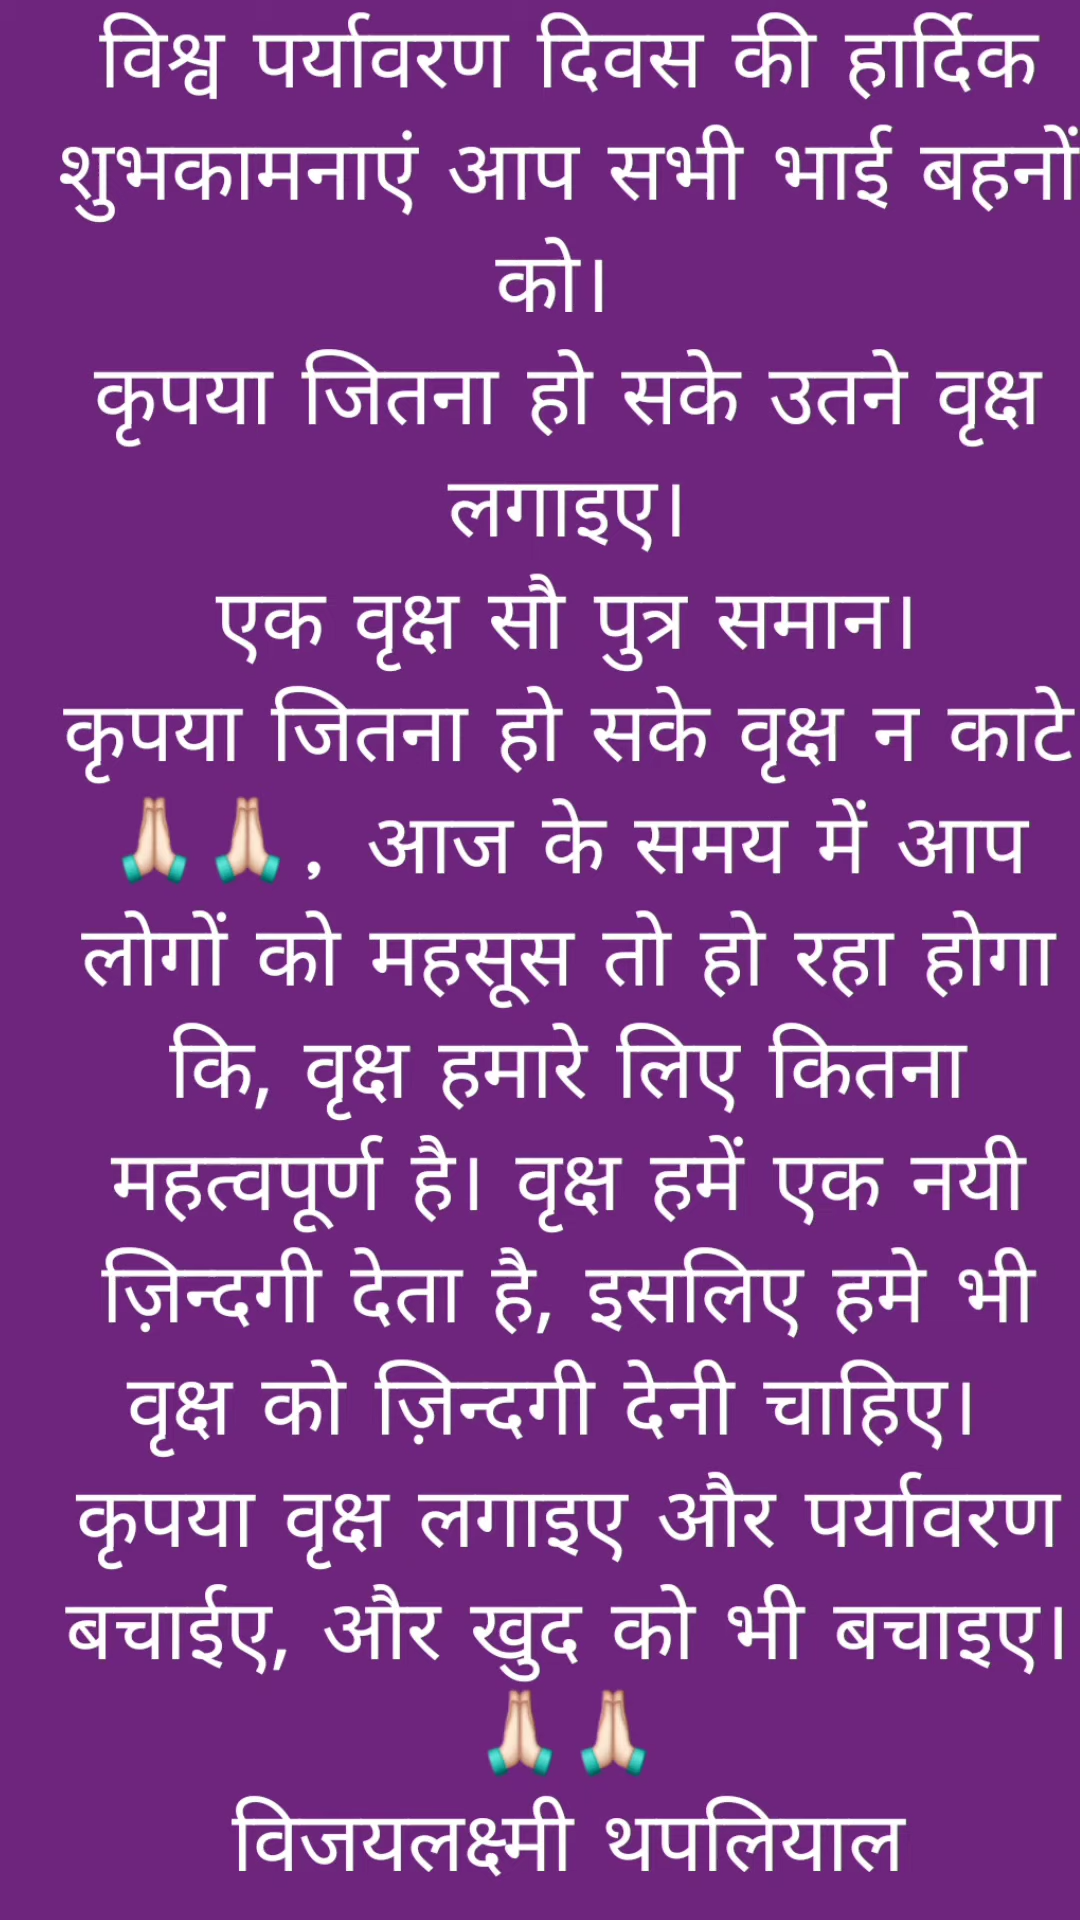 विश्व पर्यावरण दिवस की हार्दिक
शुभकामनाएं आप सभी भाई बहनों
को।
कृपया जितना हो सके उतने वृक्ष
लगाइए।
एक वृक्ष सौ पुत्र समान।
कृपया जितना हो सके वृक्ष न काटे
🙏🏻🙏🏻, आज के समय में आप
लोगों को महसूस तो हो रहा होगा
कि, वृक्ष हमारे लिए कितना
महत्वपूर्ण है। वृक्ष हमें एक नयी
ज़िन्दगी देता है, इसलिए हमे भी
वृक्ष को ज़िन्दगी देनी चाहिए।
कृपया वृक्ष लगाइए और पर्यावरण
बचाईए, और खुद को भी बचाइए।
🙏🏻🙏🏻
विजयलक्ष्मी थपलियाल